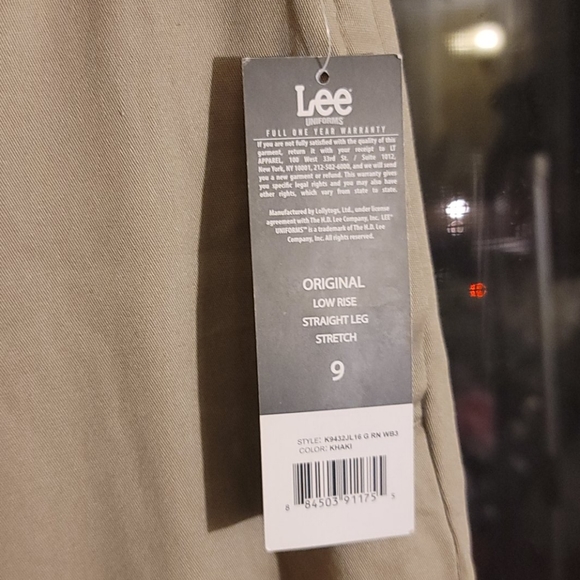 Lee®
UNIFORMS
FULL ONE YEAR WARRANTY
If you are not fully satisfied with the quality of this
garment, return it with your receipt to LT
APPAREL, 100 West 33rd St. / Suite 1012,
New York, NY 10001, 212-502-6000, and we will send
you a new garment or refund. This warranty gives
you specific legal rights and you may also have
other rights, which vary from state to state.
Manufactured by Lollytogs, Ltd., under license
agreement with The H.D. Lee Company, Inc. LEE®
UNIFORMS™ is a trademark of The H.D. Lee
Company, Inc. All rights reserved.
ORIGINAL
LOW RISE
STRAIGHT LEG
STRETCH
9
STYLE: K9432JL16 G RN WB3
COLOR: KHAKI
8 84503 91175 5